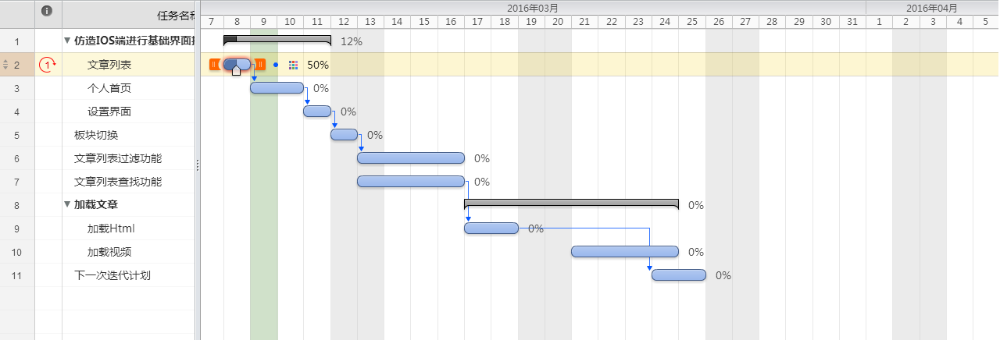 任务名称
2016年03月 2016年04月
7 8 9 10 11 12 13 14 15 16 17 18 19 20 21 22 23 24 25 26 27 28 29 30 31 1 2 3 4 5
1 仿造IOS端进行基础界面 12%
2 1 文章列表 50%
3 个人首页 0%
4 设置界面 0%
5 板块切换 0%
6 文章列表过滤功能 0%
7 文章列表查找功能 0%
8 加载文章 0%
9 加载Html 0%
10 加载视频 0%
11 下一次迭代计划 0%